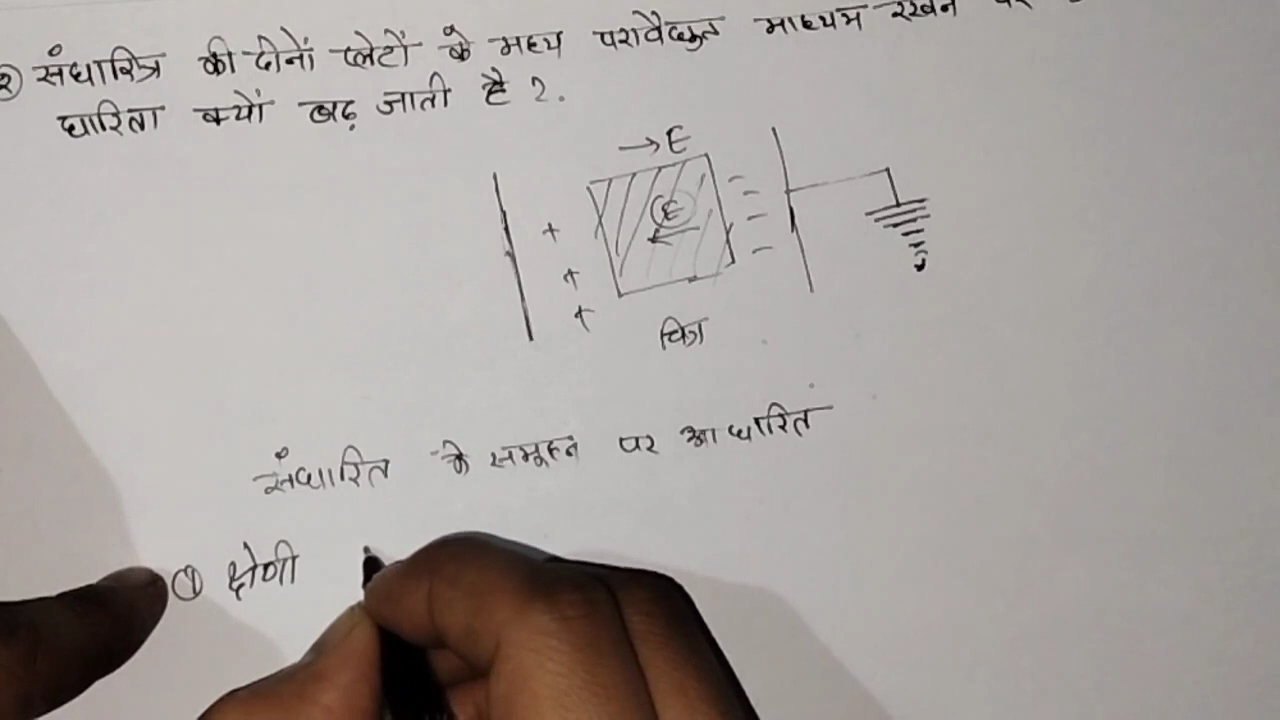 ② संधारित्र की दोनों प्लेटों के मध्य परावैद्युत माध्यम रखने पर
धारिता क्यों बढ़ जाती है ?.
→E
+ E - - - -
+
+
चित्र
संधारित के समूहन पर आधारित
① श्रेणी